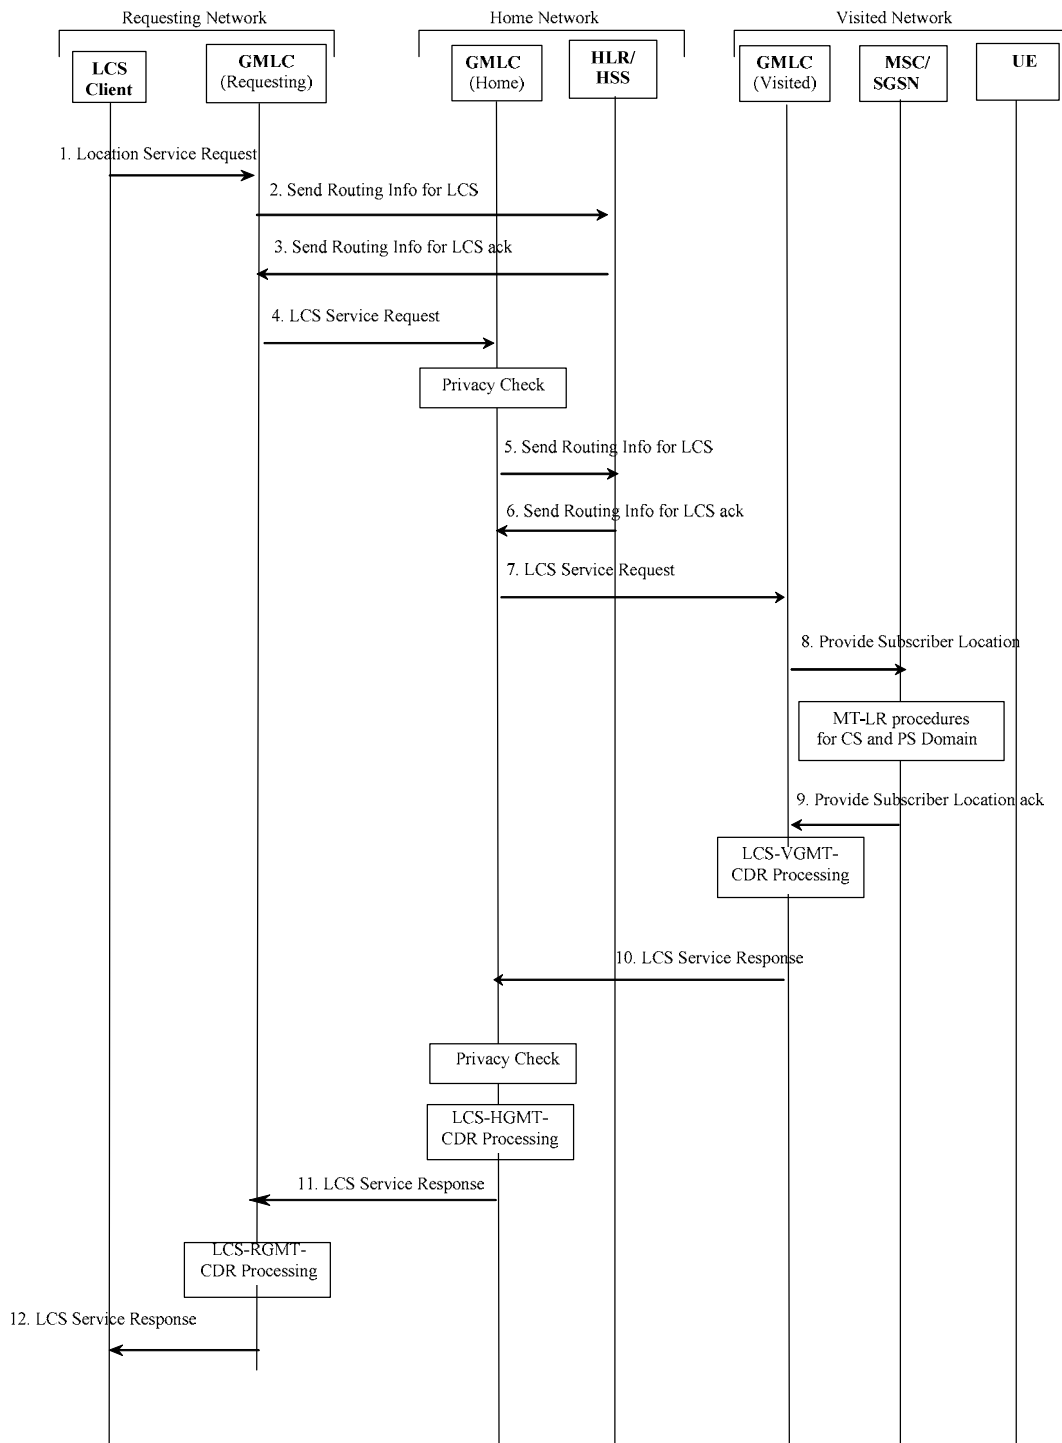 Requesting Network
Home Network
Visited Network
LCS
Client
GMLC
(Requesting)
GMLC
(Home)
HLR/
HSS
GMLC
(Visited)
MSC/
SGSN
UE
1. Location Service Request
2. Send Routing Info for LCS
3. Send Routing Info for LCS ack
4. LCS Service Request
Privacy Check
5. Send Routing Info for LCS
6. Send Routing Info for LCS ack
7. LCS Service Request
8. Provide Subscriber Location
MT-LR procedures
for CS and PS Domain
9. Provide Subscriber Location ack
LCS-VGMT-
CDR Processing
10. LCS Service Response
Privacy Check
LCS-HGMT-
CDR Processing
11. LCS Service Response
LCS-RGMT-
CDR Processing
12. LCS Service Response